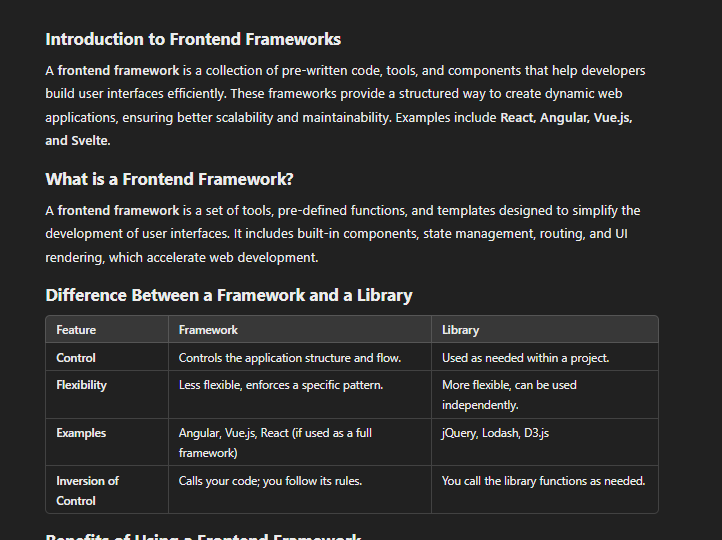 Introduction to Frontend Frameworks
A frontend framework is a collection of pre-written code, tools, and components that help developers
build user interfaces efficiently. These frameworks provide a structured way to create dynamic web
applications, ensuring better scalability and maintainability. Examples include React, Angular, Vue.js,
and Svelte.
What is a Frontend Framework?
A frontend framework is a set of tools, pre-defined functions, and templates designed to simplify the
development of user interfaces. It includes built-in components, state management, routing, and UI
rendering, which accelerate web development.
Difference Between a Framework and a Library
Feature Framework Library
Control Controls the application structure and flow. Used as needed within a project.
Flexibility Less flexible, enforces a specific pattern. More flexible, can be used
independently.
Examples Angular, Vue.js, React (if used as a full jQuery, Lodash, D3.js
framework)
Inversion of Calls your code; you follow its rules. You call the library functions as needed.
Control
Benefits of Using a Frontend Framework